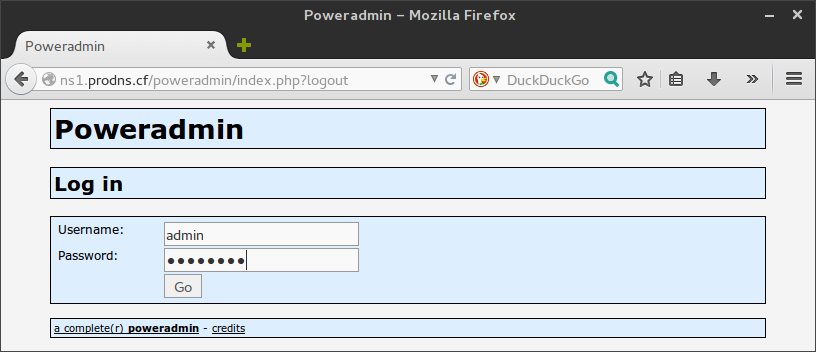 Poweradmin – Mozilla Firefox
Poweradmin
ns1.prodns.cf/poweradmin/index.php?logout
DuckDuckGo
Poweradmin
Log in
Username: admin
Password: ●●●●●●●●
Go
a complete(r) poweradmin - credits